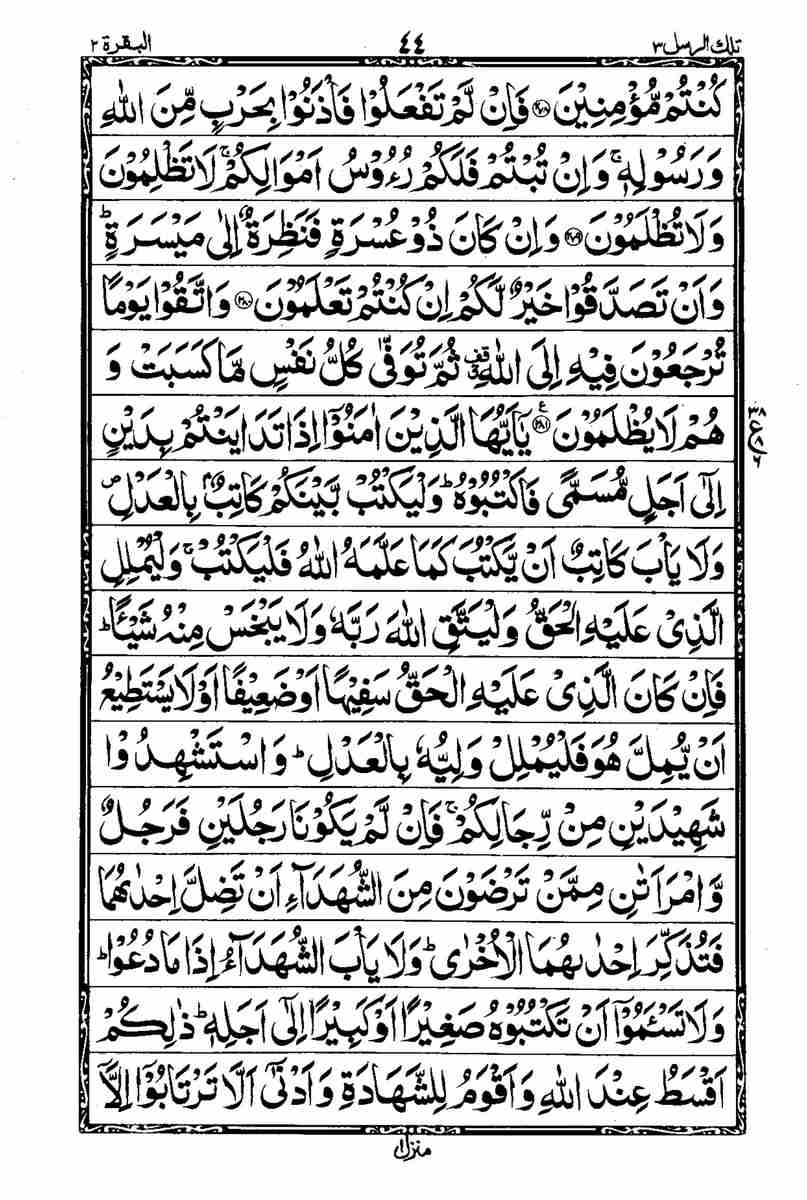 تلك الرسل ٣ ٤٤ البقرة ٢
كُنْتُمْ مُّؤْمِنِيْنَ ﴿٢٧٨﴾ فَاِنْ لَّمْ تَفْعَلُوْا فَاْذَنُوْا بِحَرْبٍ مِّنَ اللّٰهِ
وَرَسُوْلِهٖ ۚ وَاِنْ تُبْتُمْ فَلَكُمْ رُءُوْسُ اَمْوَالِكُمْ ۚ لَا تَظْلِمُوْنَ
وَلَا تُظْلَمُوْنَ ﴿٢٧٩﴾ وَاِنْ كَانَ ذُوْ عُسْرَةٍ فَنَظِرَةٌ اِلٰى مَيْسَرَةٍ ؕ
وَاَنْ تَصَدَّقُوْا خَيْرٌ لَّكُمْ اِنْ كُنْتُمْ تَعْلَمُوْنَ ﴿٢٨٠﴾ وَاتَّقُوْا يَوْمًا
تُرْجَعُوْنَ فِيْهِ اِلَى اللّٰهِ ۗ ثُمَّ تُوَفّٰى كُلُّ نَفْسٍ مَّا كَسَبَتْ وَ
هُمْ لَا يُظْلَمُوْنَ ﴿٢٨١﴾ يٰۤاَيُّهَا الَّذِيْنَ اٰمَنُوْۤا اِذَا تَدَايَنْتُمْ بِدَيْنٍ
اِلٰۤى اَجَلٍ مُّسَمًّى فَاكْتُبُوْهُ ؕ وَلْيَكْتُبْ بَّيْنَكُمْ كَاتِبٌۢ بِالْعَدْلِ ۪
وَلَا يَاْبَ كَاتِبٌ اَنْ يَّكْتُبَ كَمَا عَلَّمَهُ اللّٰهُ فَلْيَكْتُبْ ۚ وَلْيُمْلِلِ
الَّذِيْ عَلَيْهِ الْحَقُّ وَلْيَتَّقِ اللّٰهَ رَبَّهٗ وَلَا يَبْخَسْ مِنْهُ شَيْـًٔا ؕ
فَاِنْ كَانَ الَّذِيْ عَلَيْهِ الْحَقُّ سَفِيْهًا اَوْ ضَعِيْفًا اَوْ لَا يَسْتَطِيْعُ
اَنْ يُّمِلَّ هُوَ فَلْيُمْلِلْ وَلِيُّهٗ بِالْعَدْلِ ؕ وَاسْتَشْهِدُوْا
شَهِيْدَيْنِ مِنْ رِّجَالِكُمْ ۚ فَاِنْ لَّمْ يَكُوْنَا رَجُلَيْنِ فَرَجُلٌ
وَّامْرَاَتٰنِ مِمَّنْ تَرْضَوْنَ مِنَ الشُّهَدَآءِ اَنْ تَضِلَّ اِحْدٰىهُمَا
فَتُذَكِّرَ اِحْدٰىهُمَا الْاُخْرٰى ؕ وَلَا يَاْبَ الشُّهَدَآءُ اِذَا مَا دُعُوْا ؕ
وَلَا تَسْـَٔمُوْۤا اَنْ تَكْتُبُوْهُ صَغِيْرًا اَوْ كَبِيْرًا اِلٰۤى اَجَلِهٖ ؕ ذٰلِكُمْ
اَقْسَطُ عِنْدَ اللّٰهِ وَاَقْوَمُ لِلشَّهَادَةِ وَاَدْنٰۤى اَلَّا تَرْتَابُوْۤا اِلَّاۤ
منزل ١